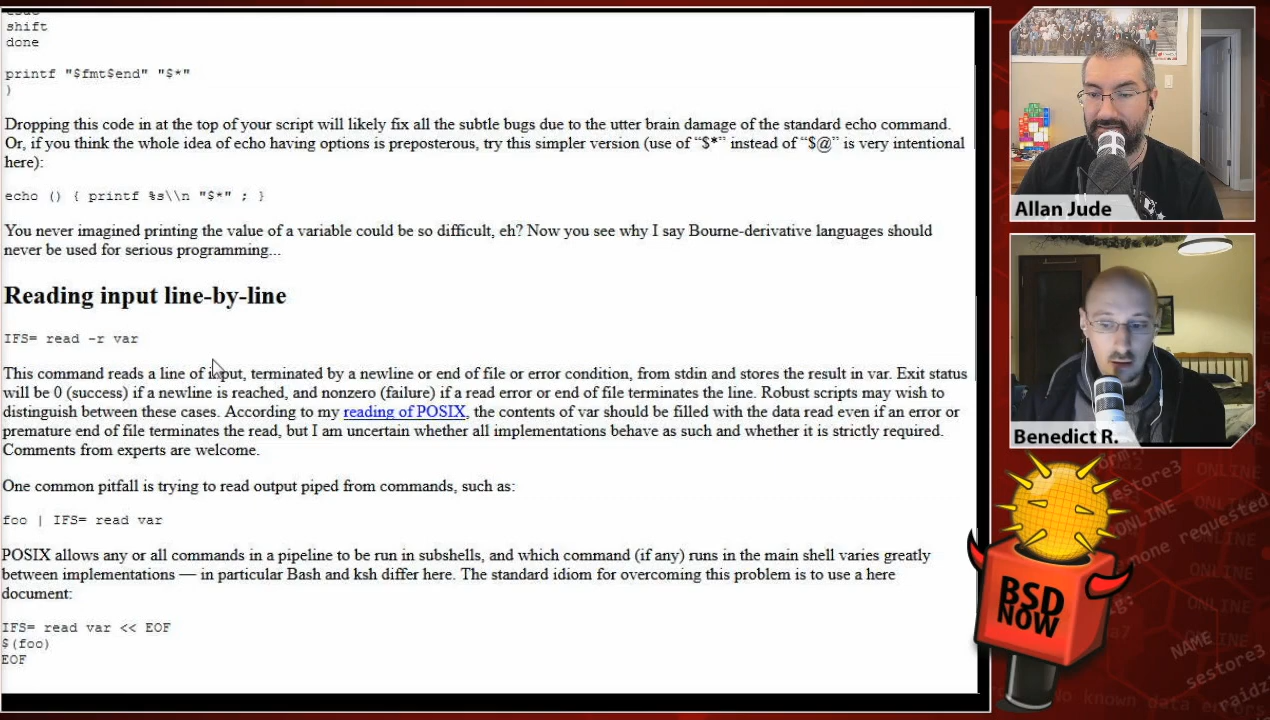 shift
done
printf "$fmt$end" "$*"
)
Dropping this code in at the top of your script will likely fix all the subtle bugs due to the utter brain damage of the standard echo command.
Or, if you think the whole idea of echo having options is preposterous, try this simpler version (use of “$*” instead of “$@” is very intentional
here):
echo () { printf %s\\n "$*" ; }
You never imagined printing the value of a variable could be so difficult, eh? Now you see why I say Bourne-derivative languages should
never be used for serious programming...
Reading input line-by-line
IFS= read -r var
This command reads a line of input, terminated by a newline or end of file or error condition, from stdin and stores the result in var. Exit status
will be 0 (success) if a newline is reached, and nonzero (failure) if a read error or end of file terminates the line. Robust scripts may wish to
distinguish between these cases. According to my reading of POSIX, the contents of var should be filled with the data read even if an error or
premature end of file terminates the read, but I am uncertain whether all implementations behave as such and whether it is strictly required.
Comments from experts are welcome.
One common pitfall is trying to read output piped from commands, such as:
foo | IFS= read var
POSIX allows any or all commands in a pipeline to be run in subshells, and which command (if any) runs in the main shell varies greatly
between implementations — in particular Bash and ksh differ here. The standard idiom for overcoming this problem is to use a here
document:
IFS= read var << EOF
$(foo)
EOF
Allan Jude
Benedict R.
BSD
NOW
ONLINE
estore3
ONLINE
requested
ONLINE
ONLINE
NAME
sestore3
raidz
No known data errors